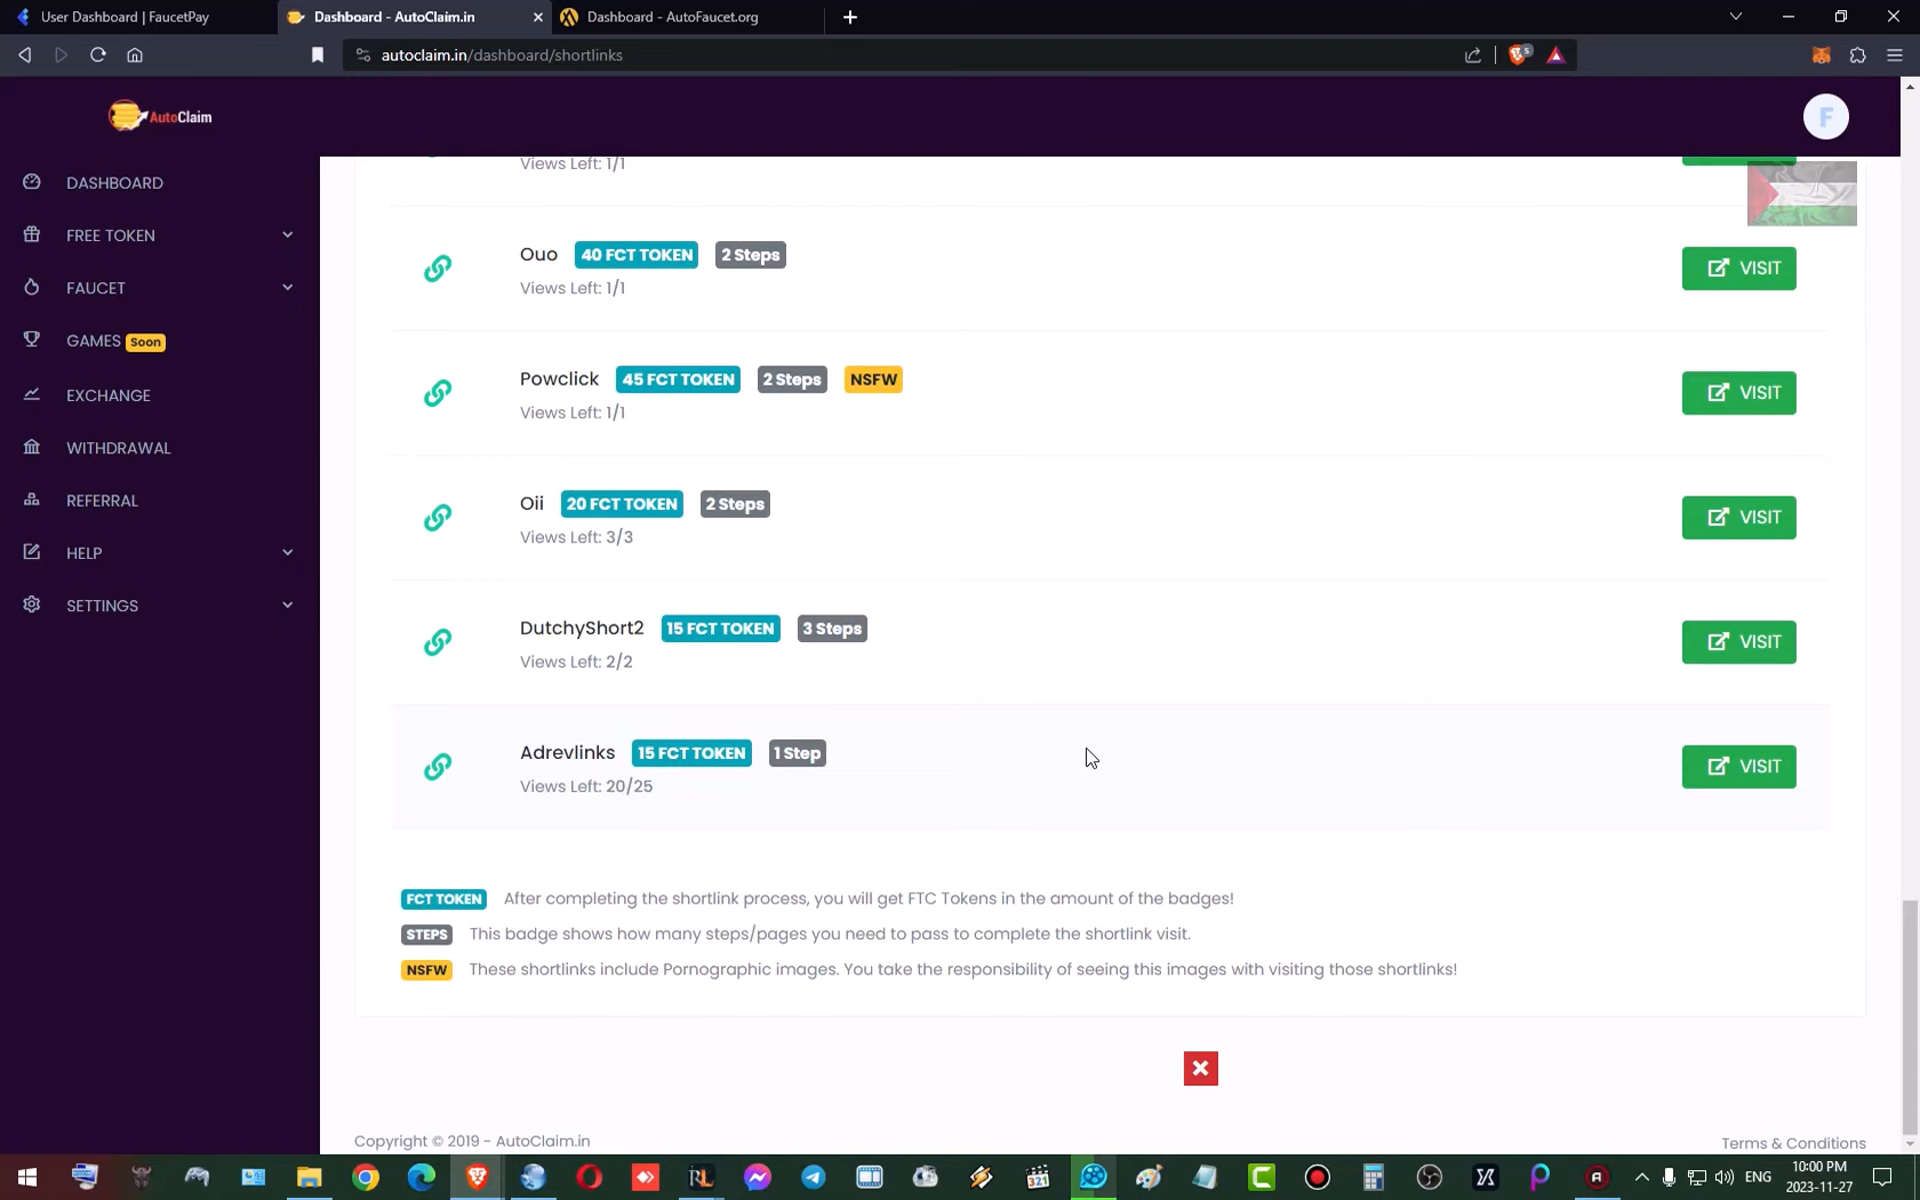 User Dashboard | FaucetPay
Dashboard - AutoClaim.in
Dashboard - AutoFaucet.org
autoclaim.in/dashboard/shortlinks
5
AutoClaim
F
DASHBOARD
FREE TOKEN
FAUCET
GAMES Soon
EXCHANGE
WITHDRAWAL
REFERRAL
HELP
SETTINGS
Views Left: 1/1
Ouo 40 FCT TOKEN 2 Steps
Views Left: 1/1
VISIT
Powclick 45 FCT TOKEN 2 Steps NSFW
Views Left: 1/1
VISIT
Oii 20 FCT TOKEN 2 Steps
Views Left: 3/3
VISIT
DutchyShort2 15 FCT TOKEN 3 Steps
Views Left: 2/2
VISIT
Adrevlinks 15 FCT TOKEN 1 Step
Views Left: 20/25
VISIT
FCT TOKEN After completing the shortlink process, you will get FTC Tokens in the amount of the badges!
STEPS This badge shows how many steps/pages you need to pass to complete the shortlink visit.
NSFW These shortlinks include Pornographic images. You take the responsibility of seeing this images with visiting those shortlinks!
Copyright © 2019 - AutoClaim.in
Terms & Conditions
RL
321
ENG
10:00 PM
2023-11-27